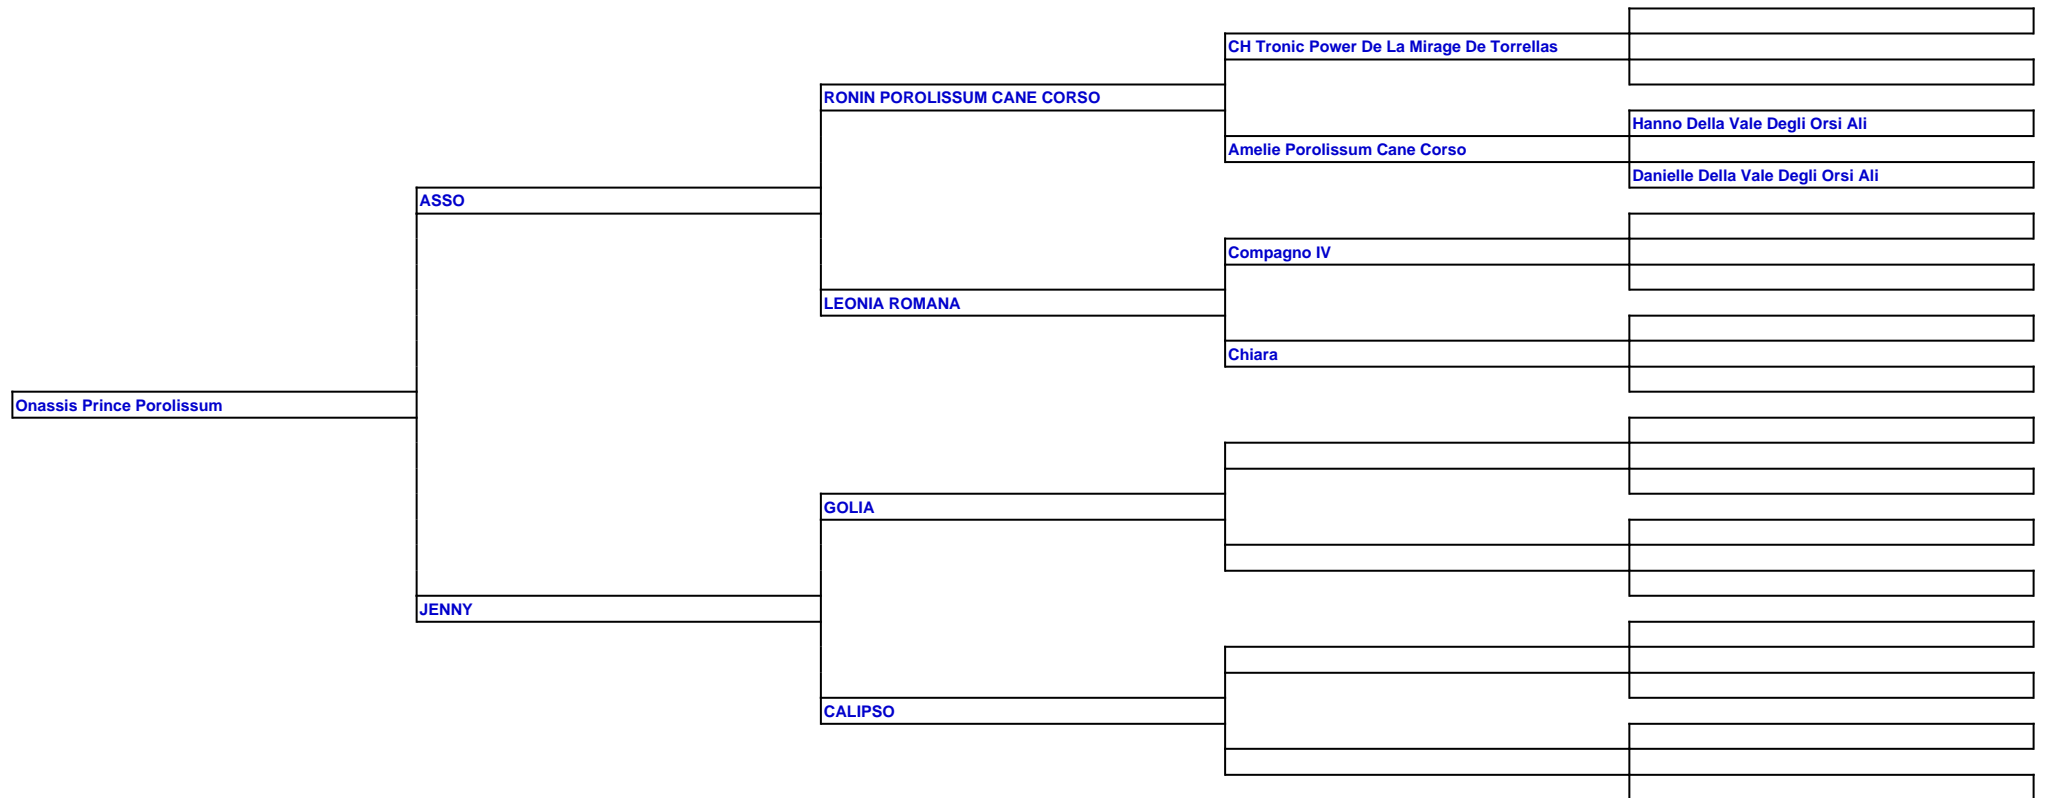 CH Tronic Power De La Mirage De Torrellas
RONIN POROLISSUM CANE CORSO
Hanno Della Vale Degli Orsi Ali
Amelie Porolissum Cane Corso
Danielle Della Vale Degli Orsi Ali
ASSO
Compagno IV
LEONIA ROMANA
Chiara
Onassis Prince Porolissum
GOLIA
JENNY
CALIPSO